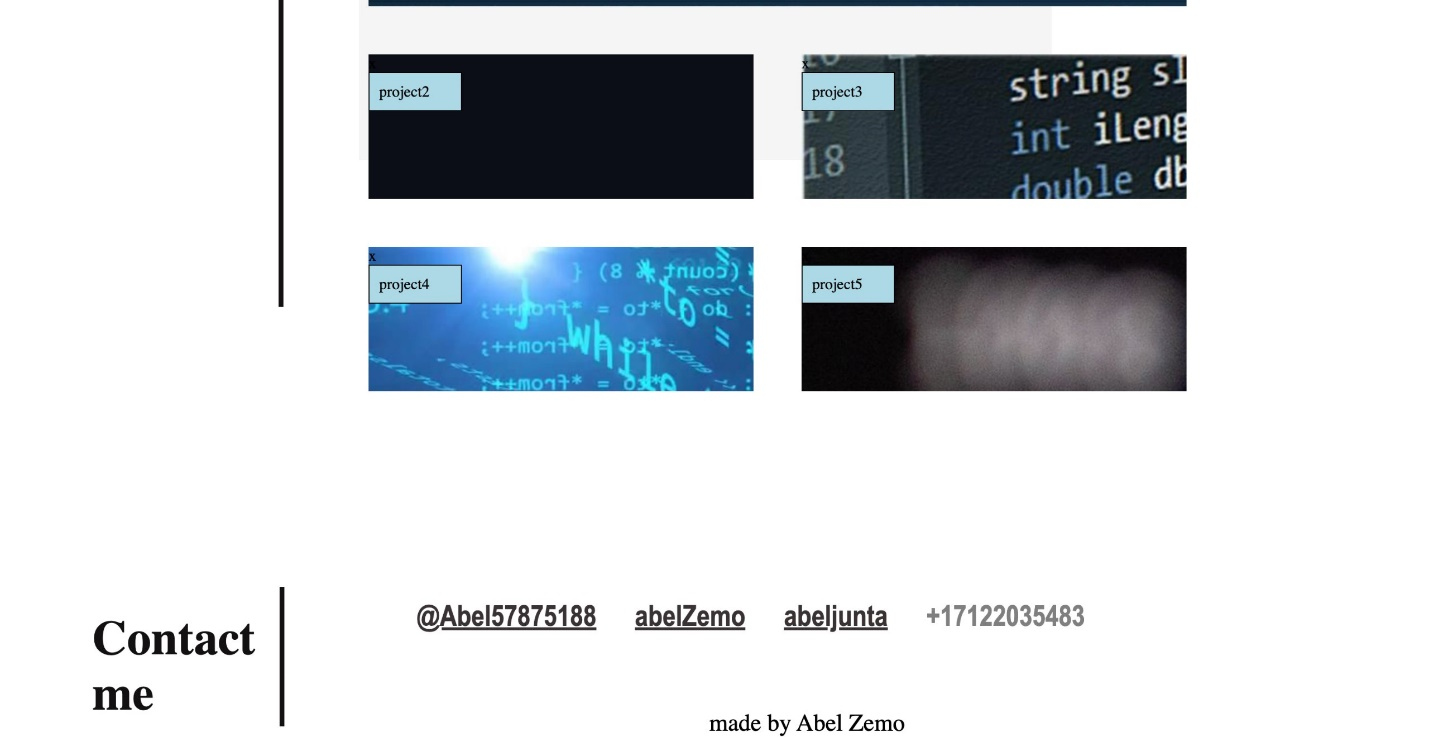 x
project2
x
project3
string sl
17
int iLeng
18
double db
x
project4
project5
Contact
me
@Abel57875188 abelZemo abeljunta +17122035483
made by Abel Zemo